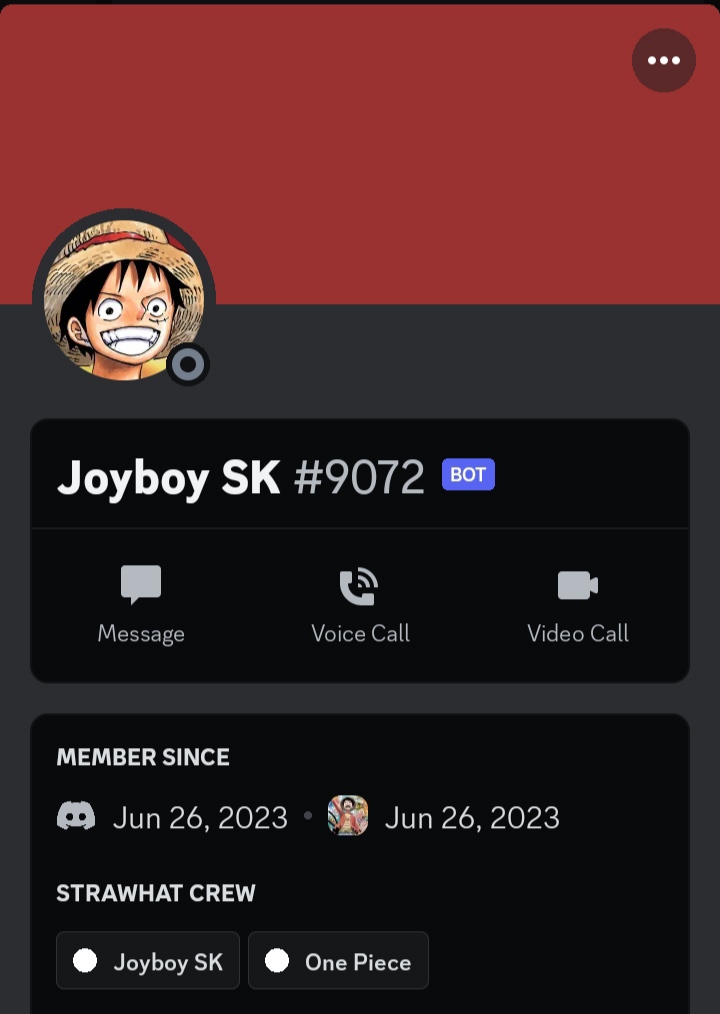 Joyboy SK #9072 BOT
Message Voice Call Video Call
MEMBER SINCE
Jun 26, 2023 • Jun 26, 2023
STRAWHAT CREW
Joyboy SK One Piece